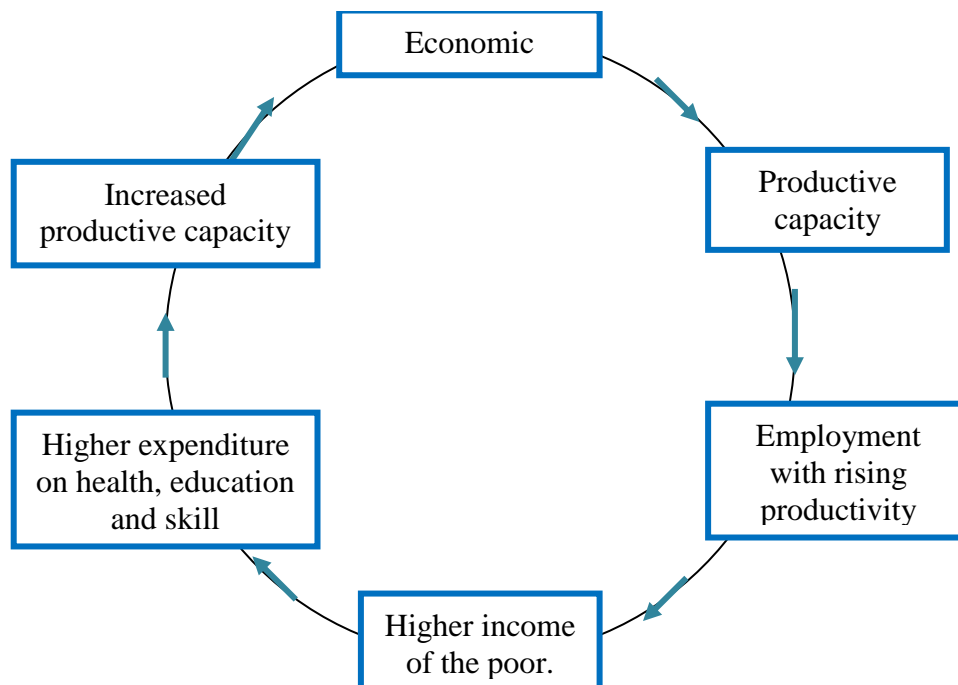 Economic
Productive
capacity
Employment
with rising
productivity
Higher income
of the poor.
Higher expenditure
on health, education
and skill
Increased
productive capacity